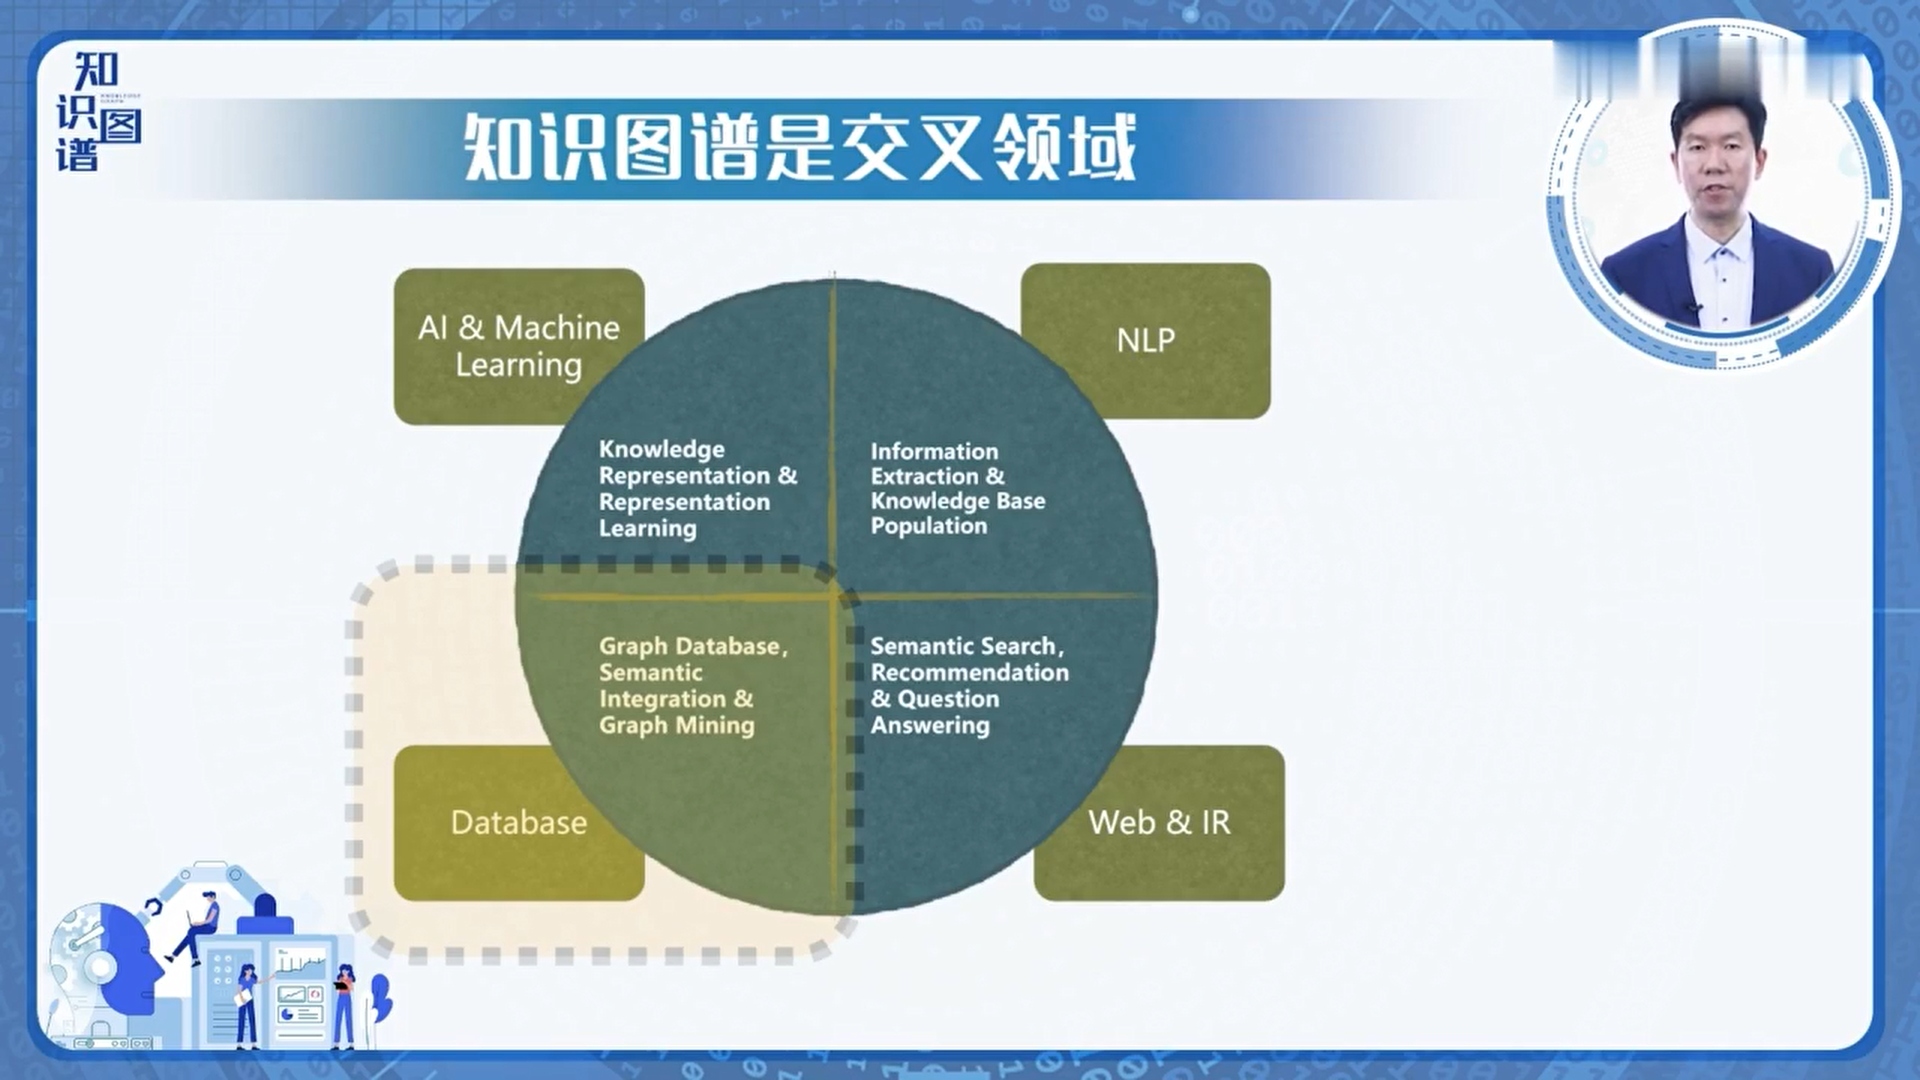 知
识图
谱
KNOWLEDGE
GRAPH
知识图谱是交叉领域
AI & Machine
Learning
NLP
Knowledge
Representation &
Representation
Learning
Information
Extraction &
Knowledge Base
Population
Graph Database,
Semantic
Integration &
Graph Mining
Semantic Search,
Recommendation
& Question
Answering
Database
Web & IR